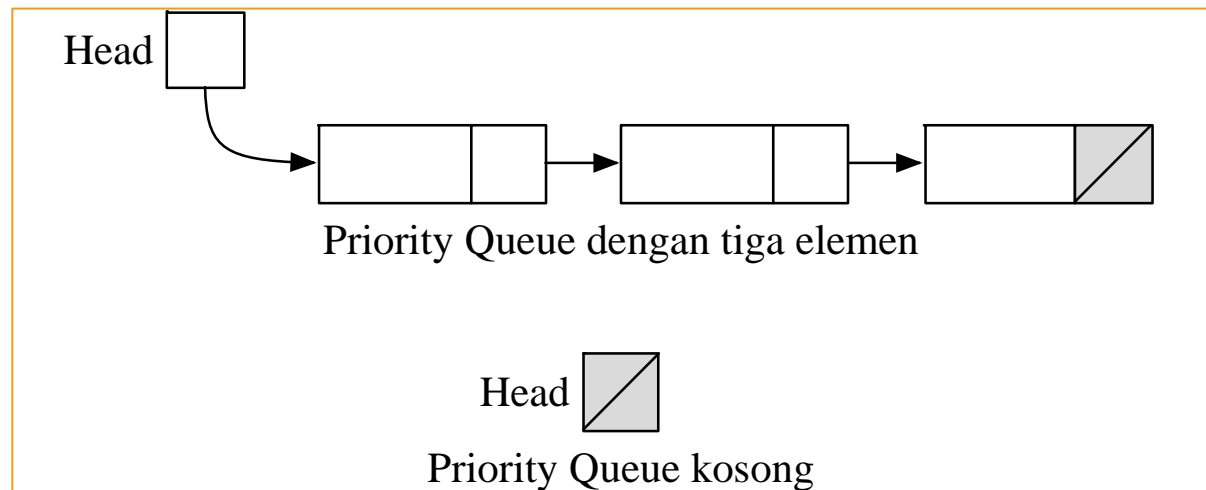 Head
Priority Queue dengan tiga elemen
Head
Priority Queue kosong